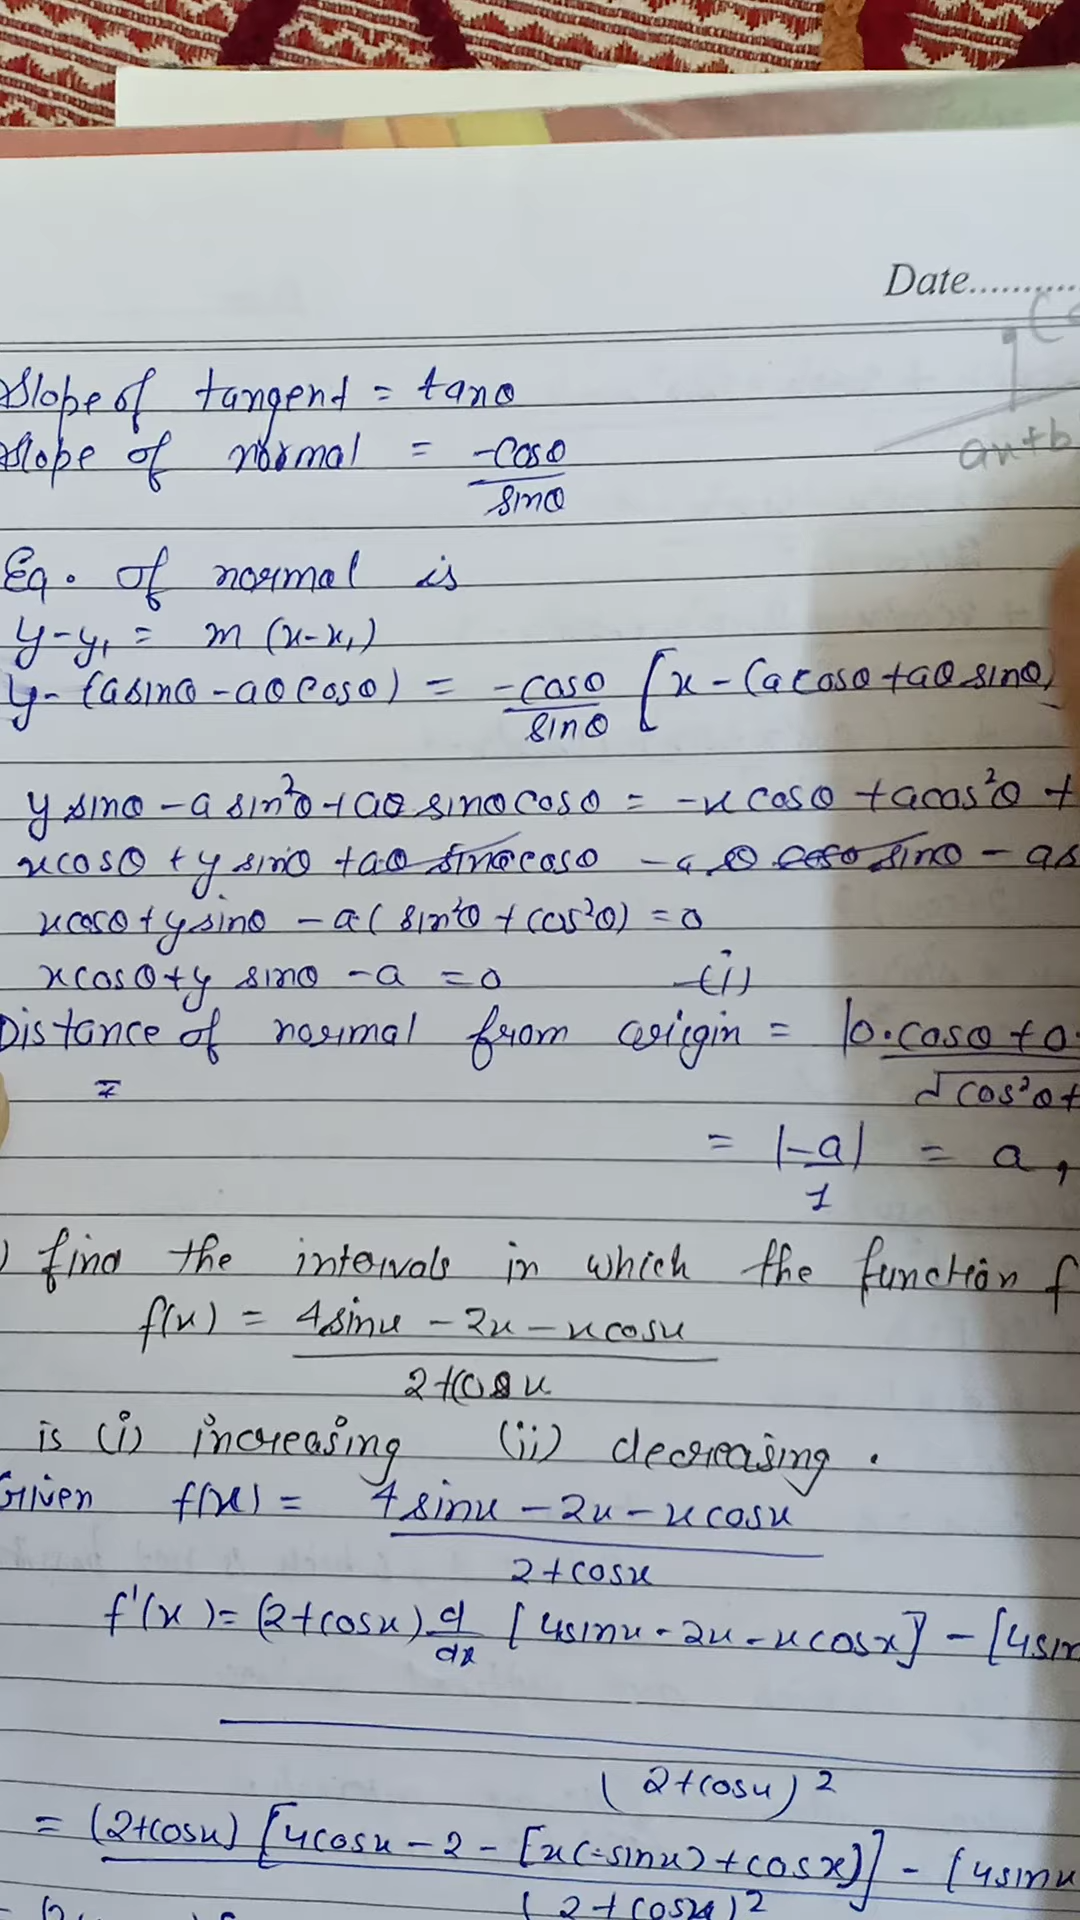 Date...........
Slope of tangent = tanθ
Slope of normal = -cosθ
sinθ
ax+b
Eq. of normal is
y-y₁ = m (x-x₁)
y-(asinθ-aθcosθ) = -cosθ [x-(acosθ+aθsinθ)
sinθ
ysinθ-asin²θ+aθsinθcosθ = -xcosθ+acos²θ+
xcosθ+ysinθ+aθsinθcosθ -aθcosθsinθ-as
xcosθ+ysinθ -a(sin²θ+cos²θ)=0
xcosθ+y sinθ -a =0 -(i)
Distance of normal from origin = |0.cosθ+0.
=
√cos²θ+
= |-a| = a,
1
) find the intervals in which the function f
f(x) = 4sinx-2x-xcosx
2+cosx
is (i) increasing (ii) decreasing.
Given f(x) = 4sinx-2x-xcosx
2+cosx
f'(x)=(2+cosx) d [4sinx-2x-xcosx]-[4sin
dx
(2+cosx)²
= (2+cosx) [4cosx-2-[x(-sinx)+cosx)]-[4sinx
(2+cosx)²